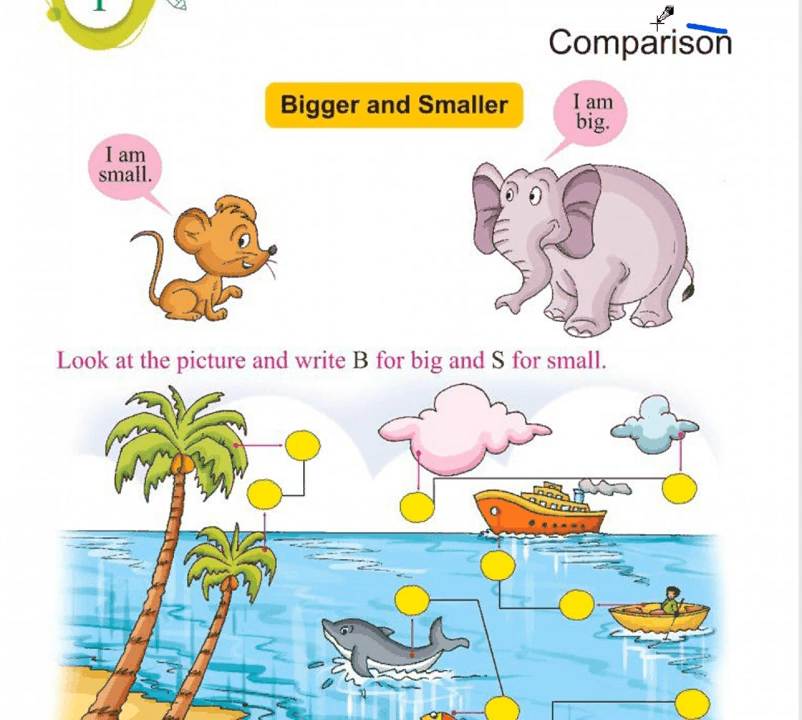 1
Comparison
Bigger and Smaller
I am
big.
I am
small.
Look at the picture and write B for big and S for small.